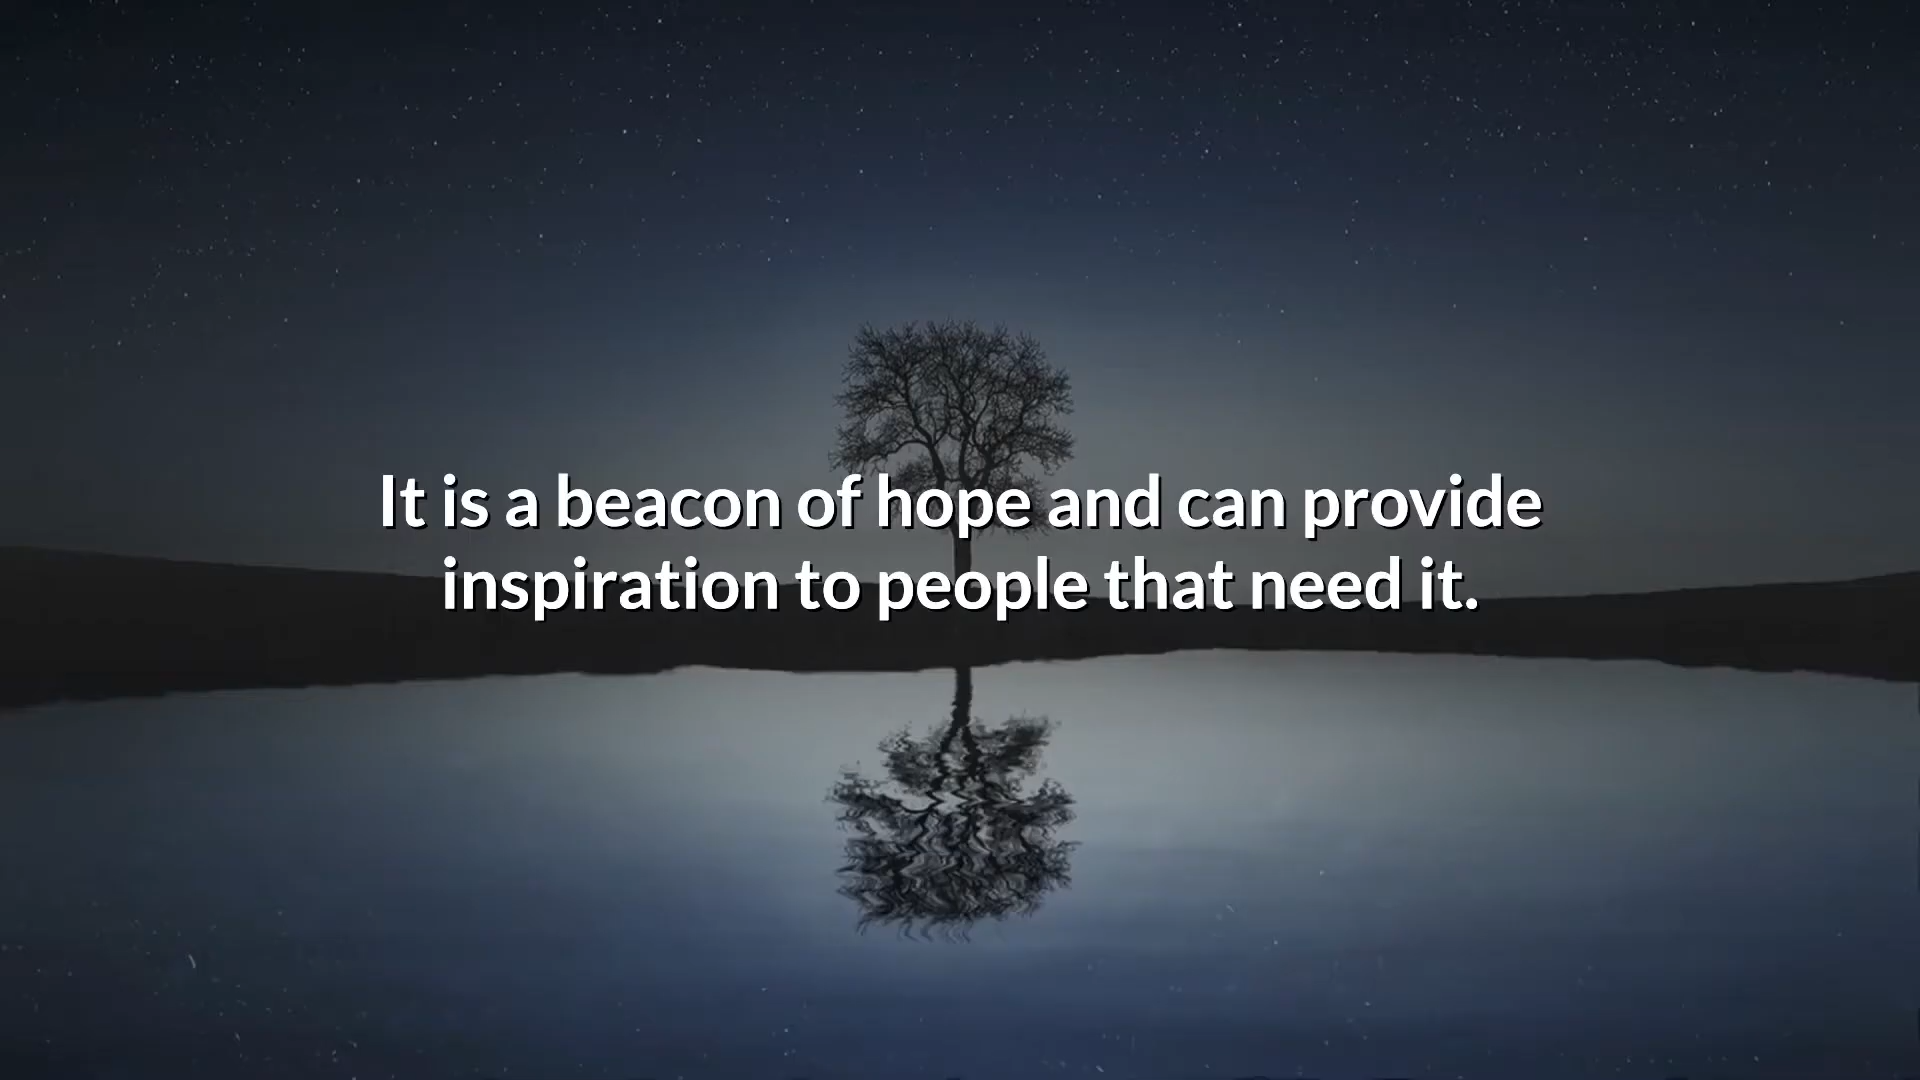 It is a beacon of hope and can provide
inspiration to people that need it.